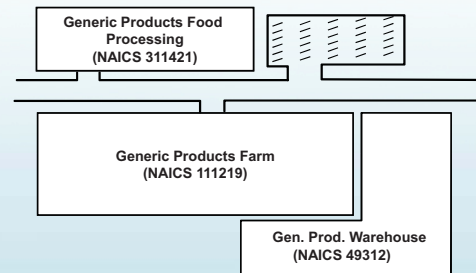 Generic Products Food
Processing
(NAICS 311421)
Generic Products Farm
(NAICS 111219)
Gen. Prod. Warehouse
(NAICS 49312)